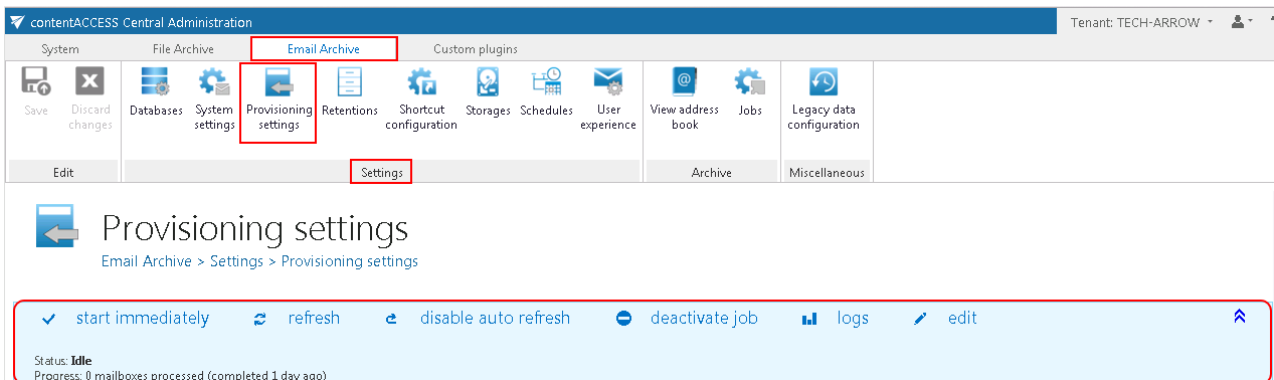 contentACCESS Central Administration
Tenant: TECH-ARROW
System File Archive Email Archive Custom plugins
Save Discard changes Databases System settings Provisioning settings Retentions Shortcut configuration Storages Schedules User experience View address book Jobs Legacy data configuration
Edit Settings Archive Miscellaneous
Provisioning settings
Email Archive > Settings > Provisioning settings
start immediately refresh disable auto refresh deactivate job logs edit
Status: Idle
Progress: 0 mailboxes processed (completed 1 day ago)